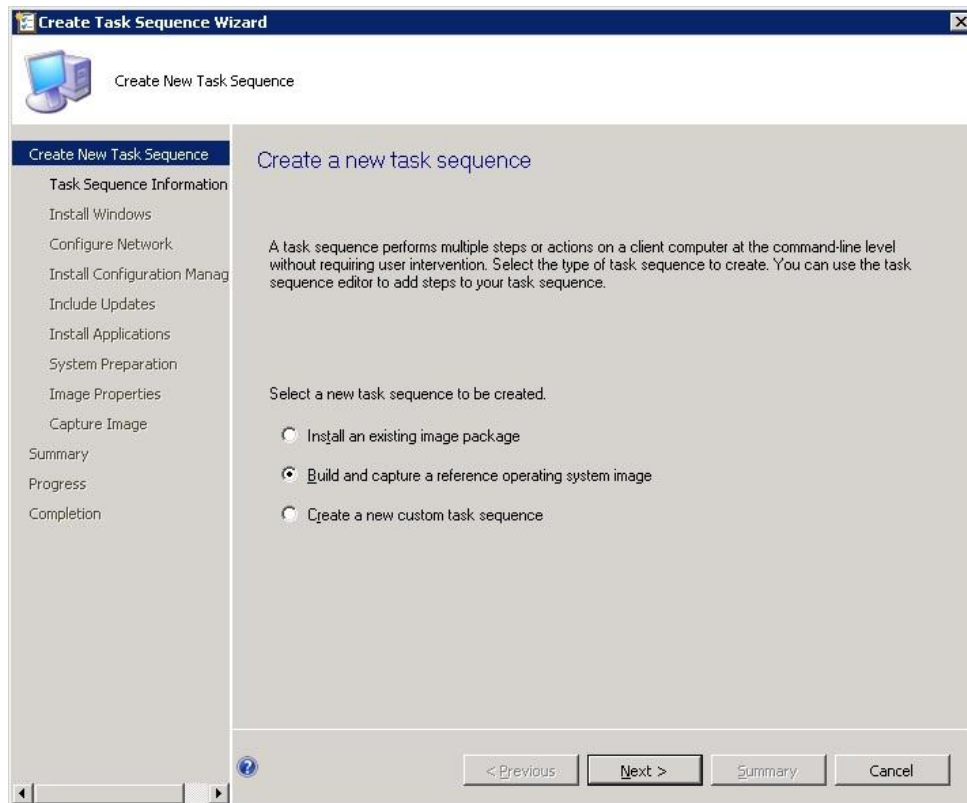 Create Task Sequence Wizard
Create New Task Sequence
Create New Task Sequence
Task Sequence Information
Install Windows
Configure Network
Install Configuration Manag
Include Updates
Install Applications
System Preparation
Image Properties
Capture Image
Summary
Progress
Completion
Create a new task sequence
A task sequence performs multiple steps or actions on a client computer at the command-line level
without requiring user intervention. Select the type of task sequence to create. You can use the task
sequence editor to add steps to your task sequence.
Select a new task sequence to be created.
Install an existing image package
Build and capture a reference operating system image
Create a new custom task sequence
< Previous
Next >
Summary
Cancel